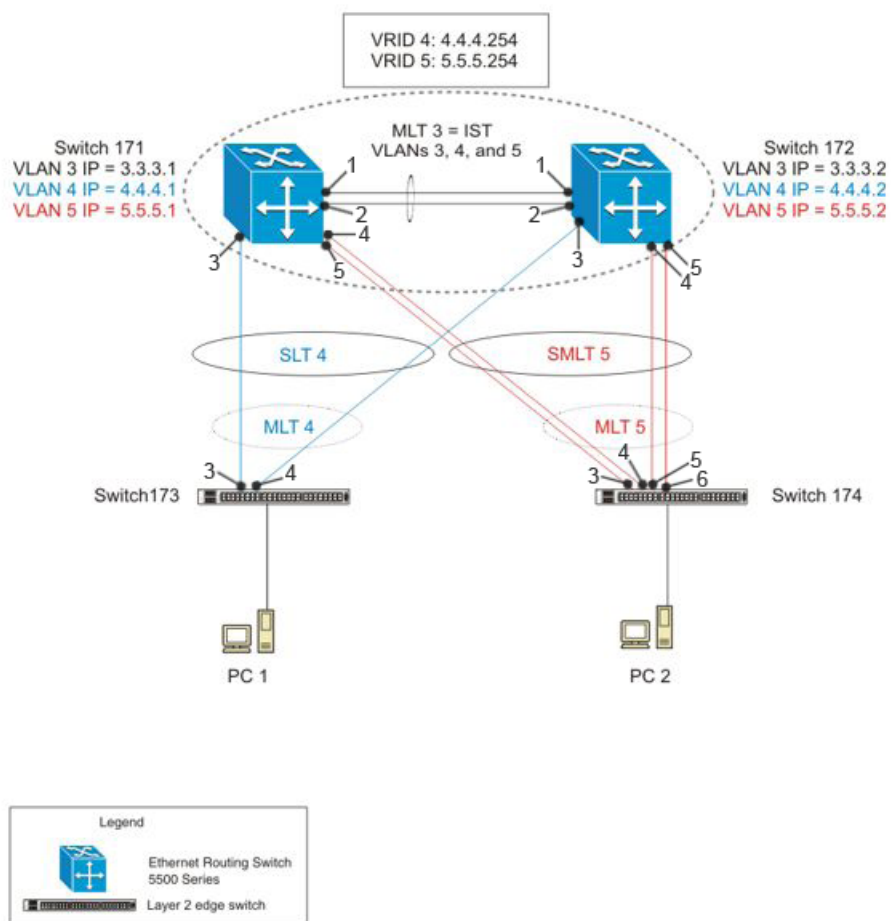 VRID 4: 4.4.4.254
VRID 5: 5.5.5.254
MLT 3 = IST
VLANs 3, 4, and 5
Switch 171
VLAN 3 IP = 3.3.3.1
VLAN 4 IP = 4.4.4.1
VLAN 5 IP = 5.5.5.1
Switch 172
VLAN 3 IP = 3.3.3.2
VLAN 4 IP = 4.4.4.2
VLAN 5 IP = 5.5.5.2
1
1
2
2
4
3
3
5
5
4
SLT 4
SMLT 5
MLT 4
MLT 5
3
4
3
4
5
6
Switch173
Switch 174
PC 1
PC 2
Legend
Ethernet Routing Switch
5500 Series
Layer 2 edge switch